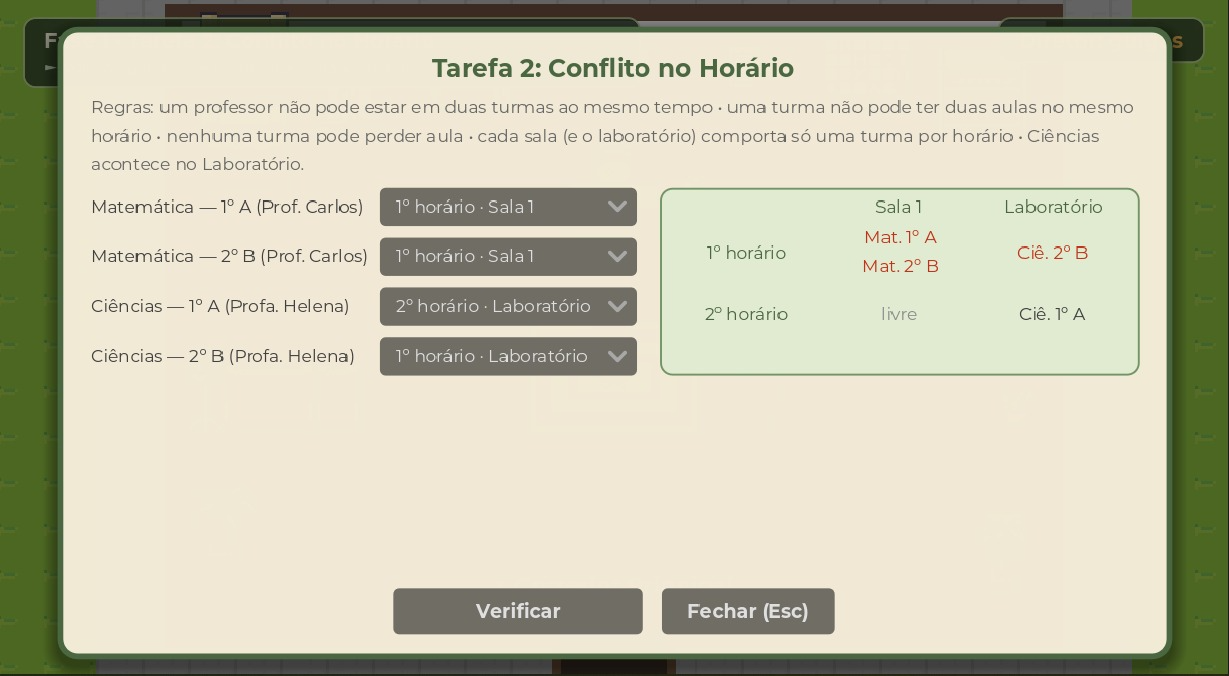 Tarefa 2: Conflito no Horário
Regras: um professor não pode estar em duas turmas ao mesmo tempo · uma turma não pode ter duas aulas no mesmo
horário · nenhuma turma pode perder aula · cada sala (e o laboratório) comporta só uma turma por horário · Ciências
acontece no Laboratório.
Matemática — 1º A (Prof. Carlos)
1º horário · Sala 1
Matemática — 2º B (Prof. Carlos)
1º horário · Sala 1
Ciências — 1º A (Profa. Helena)
2º horário · Laboratório
Ciências — 2º B (Profa. Helena)
1º horário · Laboratório
Sala 1
Laboratório
1º horário
Mat. 1º A
Mat. 2º B
Ciê. 2º B
2º horário
livre
Ciê. 1º A
Verificar
Fechar (Esc)